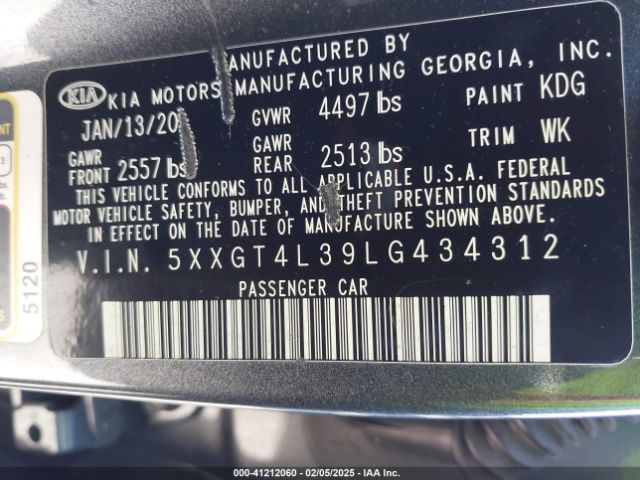 MANUFACTURED BY
KIA KIA MOTORS MANUFACTURING GEORGIA, INC.
JAN/13/20 GVWR 4497 lbs PAINT KDG
GAWR FRONT 2557 lbs GAWR REAR 2513 lbs TRIM WK
THIS VEHICLE CONFORMS TO ALL APPLICABLE U.S.A. FEDERAL
MOTOR VEHICLE SAFETY, BUMPER, AND THEFT PREVENTION STANDARDS
IN EFFECT ON THE DATE OF MANUFACTURE SHOWN ABOVE.
V.I.N. 5XXGT4L39LG434312
PASSENGER CAR
5120
000-41212060 — 02/05/2025 — IAA Holdings, LLC